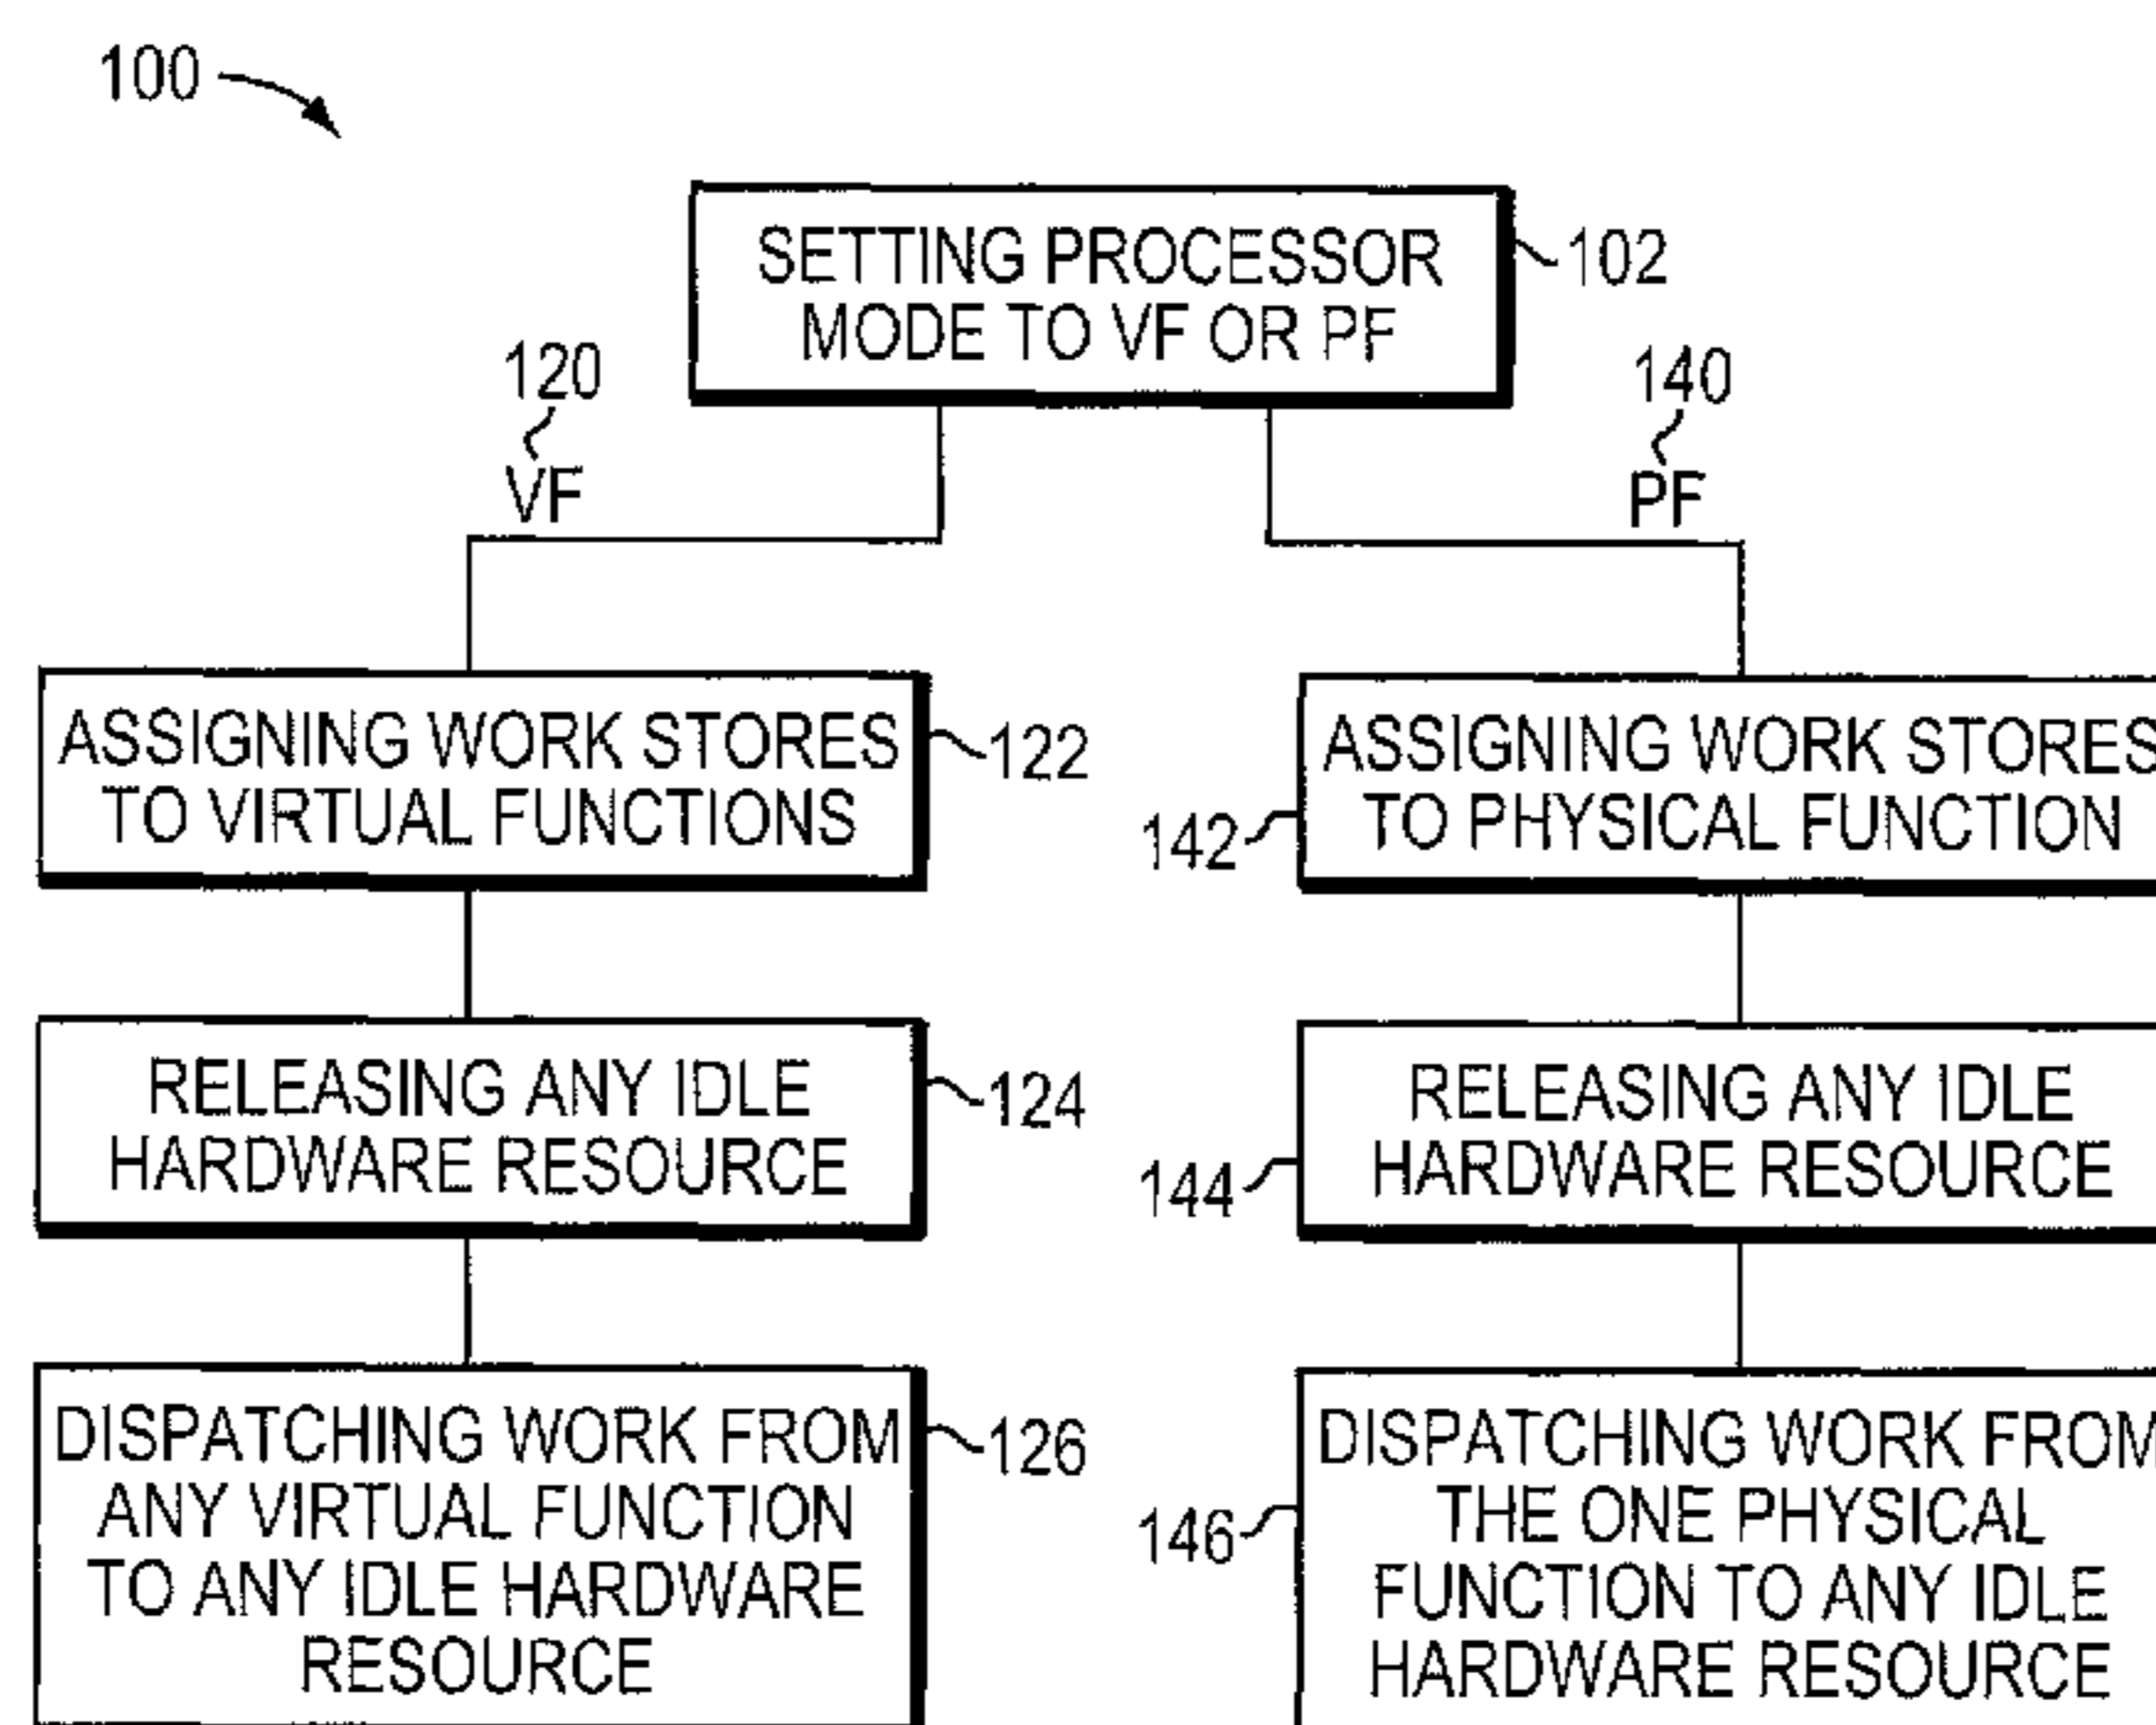 100
SETTING PROCESSOR
MODE TO VF OR PF
102
120
VF
140
PF
ASSIGNING WORK STORES
TO VIRTUAL FUNCTIONS
122
ASSIGNING WORK STORES
TO PHYSICAL FUNCTION
142
RELEASING ANY IDLE
HARDWARE RESOURCE
124
RELEASING ANY IDLE
HARDWARE RESOURCE
144
DISPATCHING WORK FROM
ANY VIRTUAL FUNCTION
TO ANY IDLE HARDWARE
RESOURCE
126
DISPATCHING WORK FROM
THE ONE PHYSICAL
FUNCTION TO ANY IDLE
HARDWARE RESOURCE
146